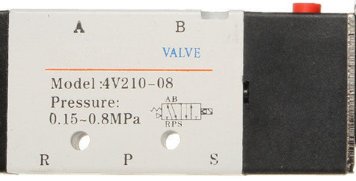 A B
VALVE
Model:4V210-08
Pressure:
0.15~0.8MPa
AB
RPS
R P S